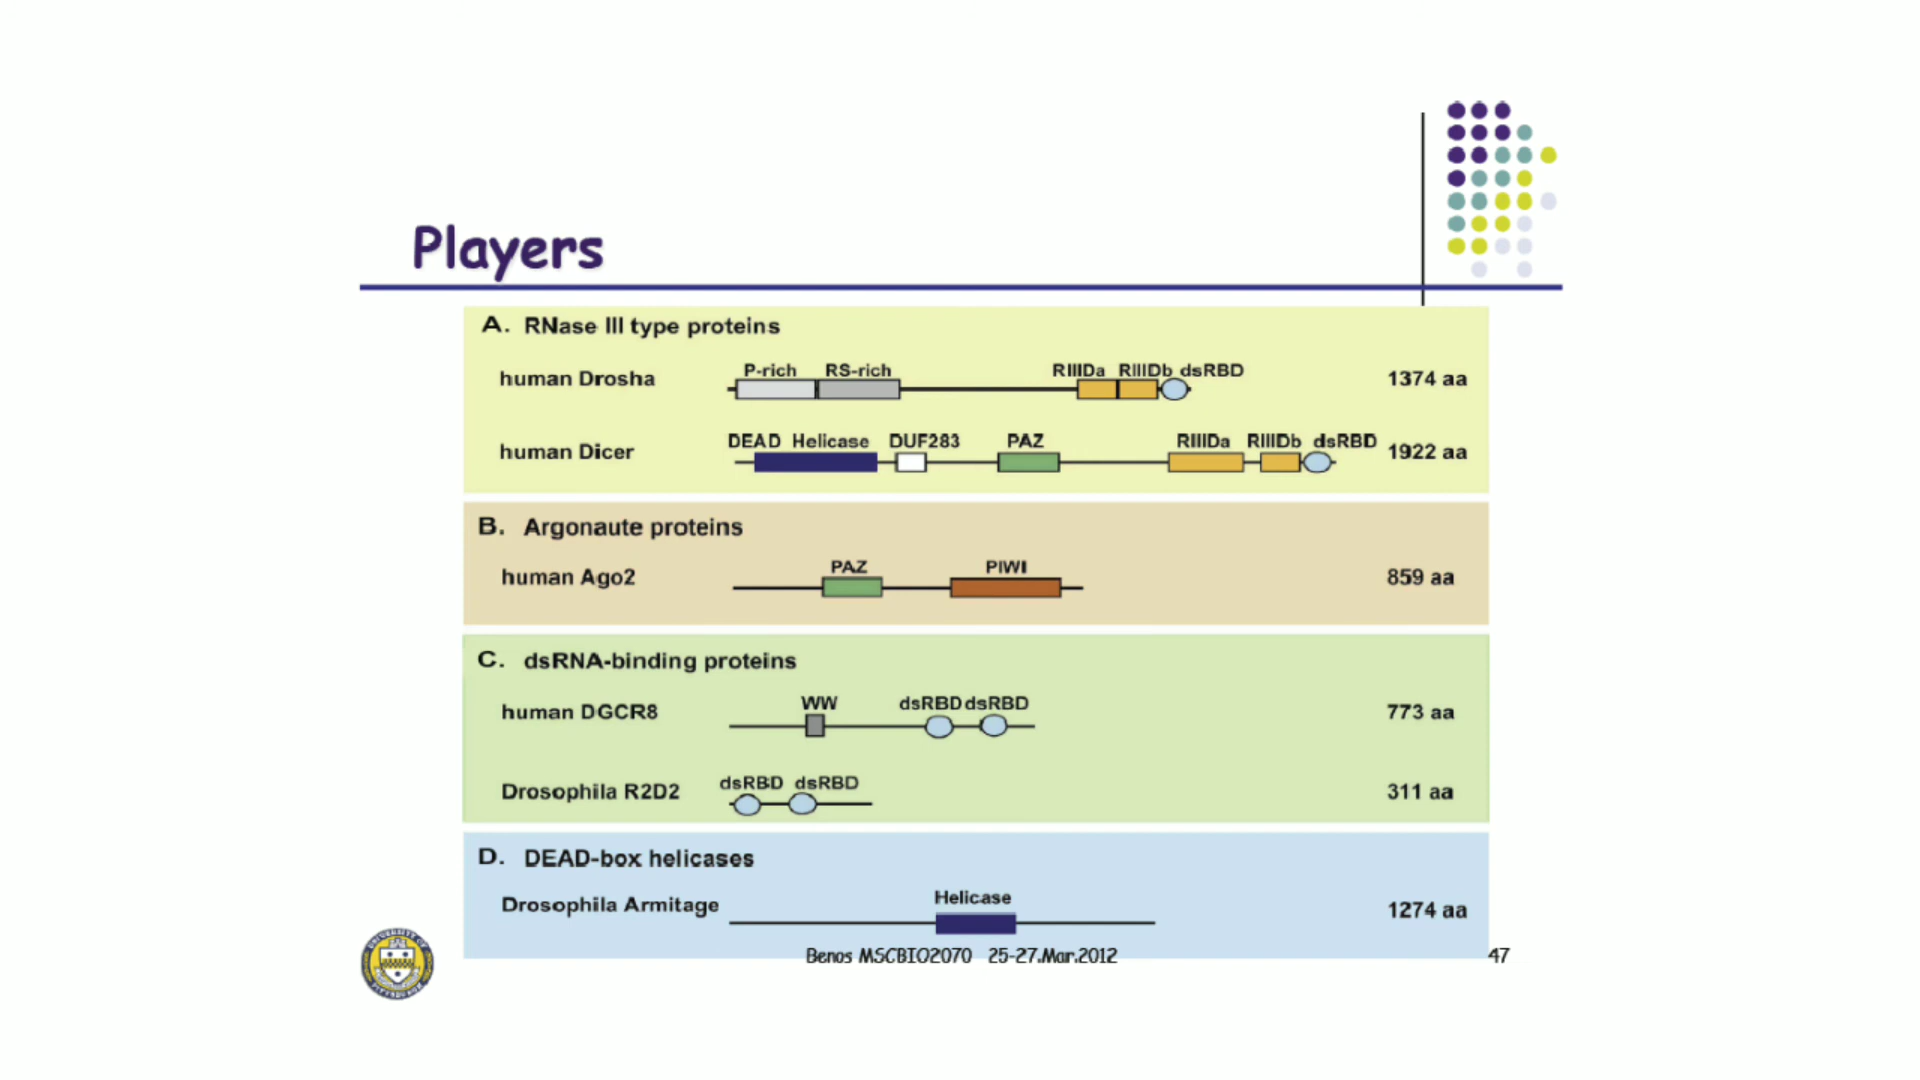 Players
A. RNase III type proteins
P-rich RS-rich RIIIDa RIIIDb dsRBD
human Drosha 1374 aa
DEAD Helicase DUF283 PAZ RIIIDa RIIIDb dsRBD
human Dicer 1922 aa
B. Argonaute proteins
PAZ PIWI
human Ago2 859 aa
C. dsRNA-binding proteins
WW dsRBD dsRBD
human DGCR8 773 aa
dsRBD dsRBD
Drosophila R2D2 311 aa
D. DEAD-box helicases
Helicase
Drosophila Armitage 1274 aa
Benos MSCBIO2070 25-27.Mar.2012 47
UNIVERSITY OF